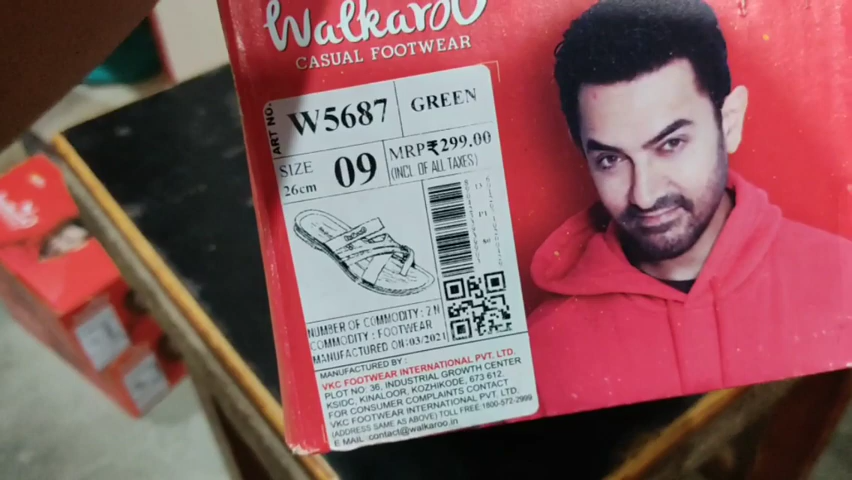 Walkaroo
CASUAL FOOTWEAR
ART NO. W5687 GREEN
SIZE 09 MRP ₹299.00
26cm (INCL OF ALL TAXES)
NUMBER OF COMMODITY : 2 N
COMMODITY : FOOTWEAR
MANUFACTURED ON : 03/2021
MANUFACTURED BY :
VKC FOOTWEAR INTERNATIONAL PVT. LTD.
PLOT NO. 36, INDUSTRIAL GROWTH CENTER
KSIDC, KINALOOR, KOZHIKODE, 673 612.
FOR CONSUMER COMPLAINTS CONTACT
VKC FOOTWEAR INTERNATIONAL PVT. LTD.
(ADDRESS SAME AS ABOVE) TOLL FREE:1800-572-2999
E MAIL :contact@walkaroo.in